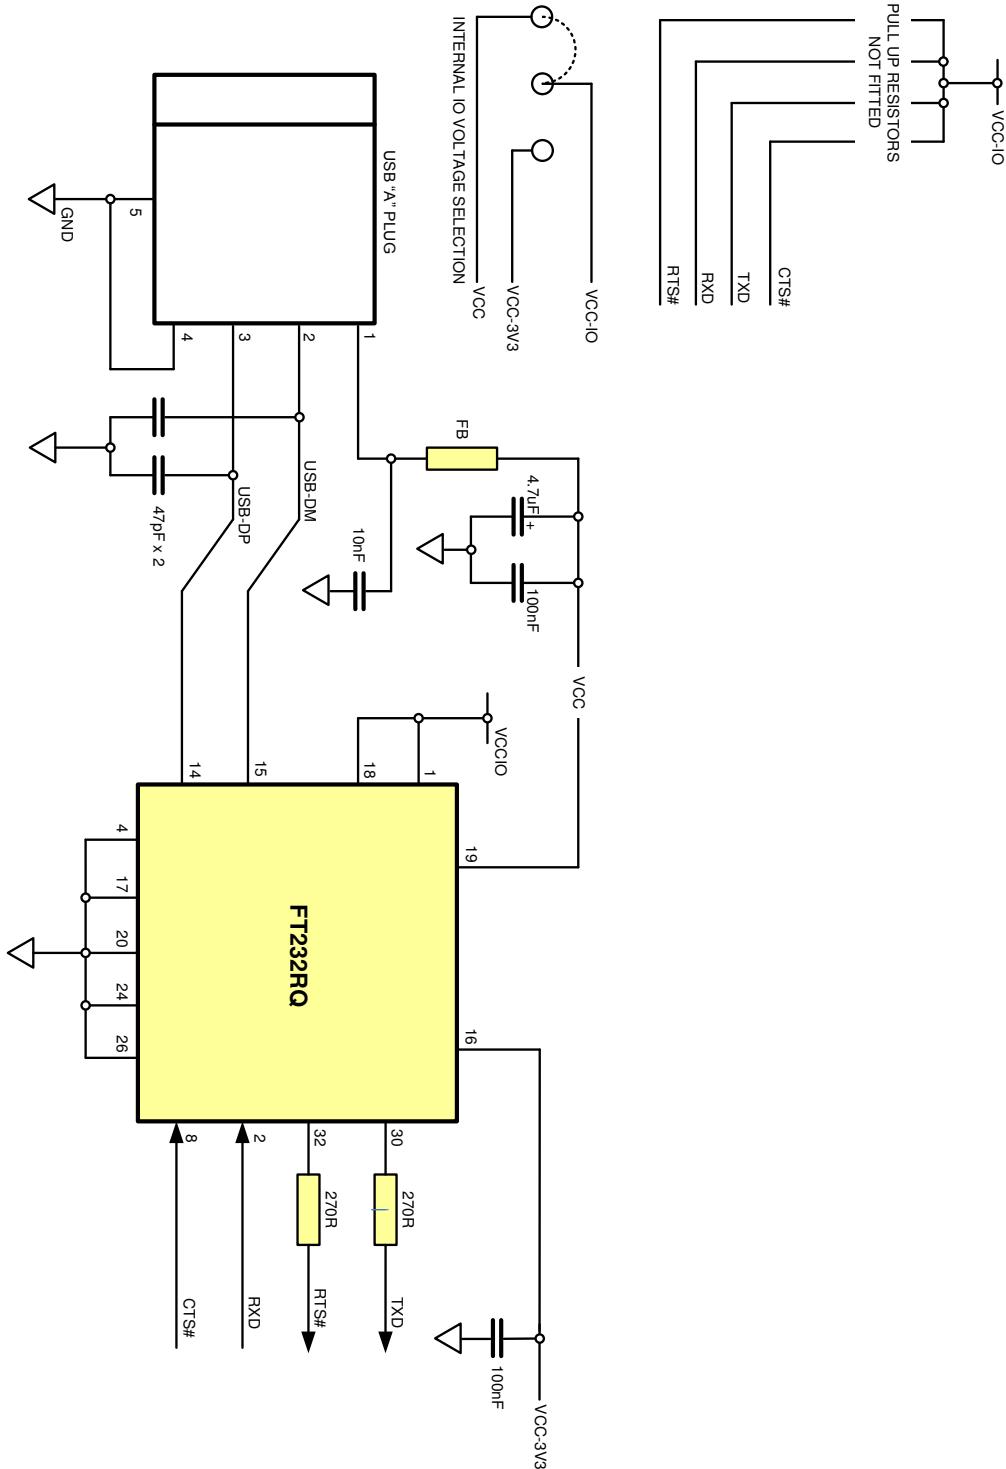 VCC-IO
PULL UP RESISTORS
NOT FITTED
CTS#
TXD
RXD
RTS#
VCC-IO
VCC-3V3
VCC
INTERNAL IO VOLTAGE SELECTION
USB "A" PLUG
1
2
3
4
5
GND
FB
4.7uF +
100nF
VCC
10nF
USB-DM
USB-DP
47pF x 2
VCCIO
1
18
15
14
19
16
FT232RQ
4
17
20
24
26
30
32
2
8
270R
270R
TXD
RTS#
RXD
CTS#
100nF
VCC-3V3